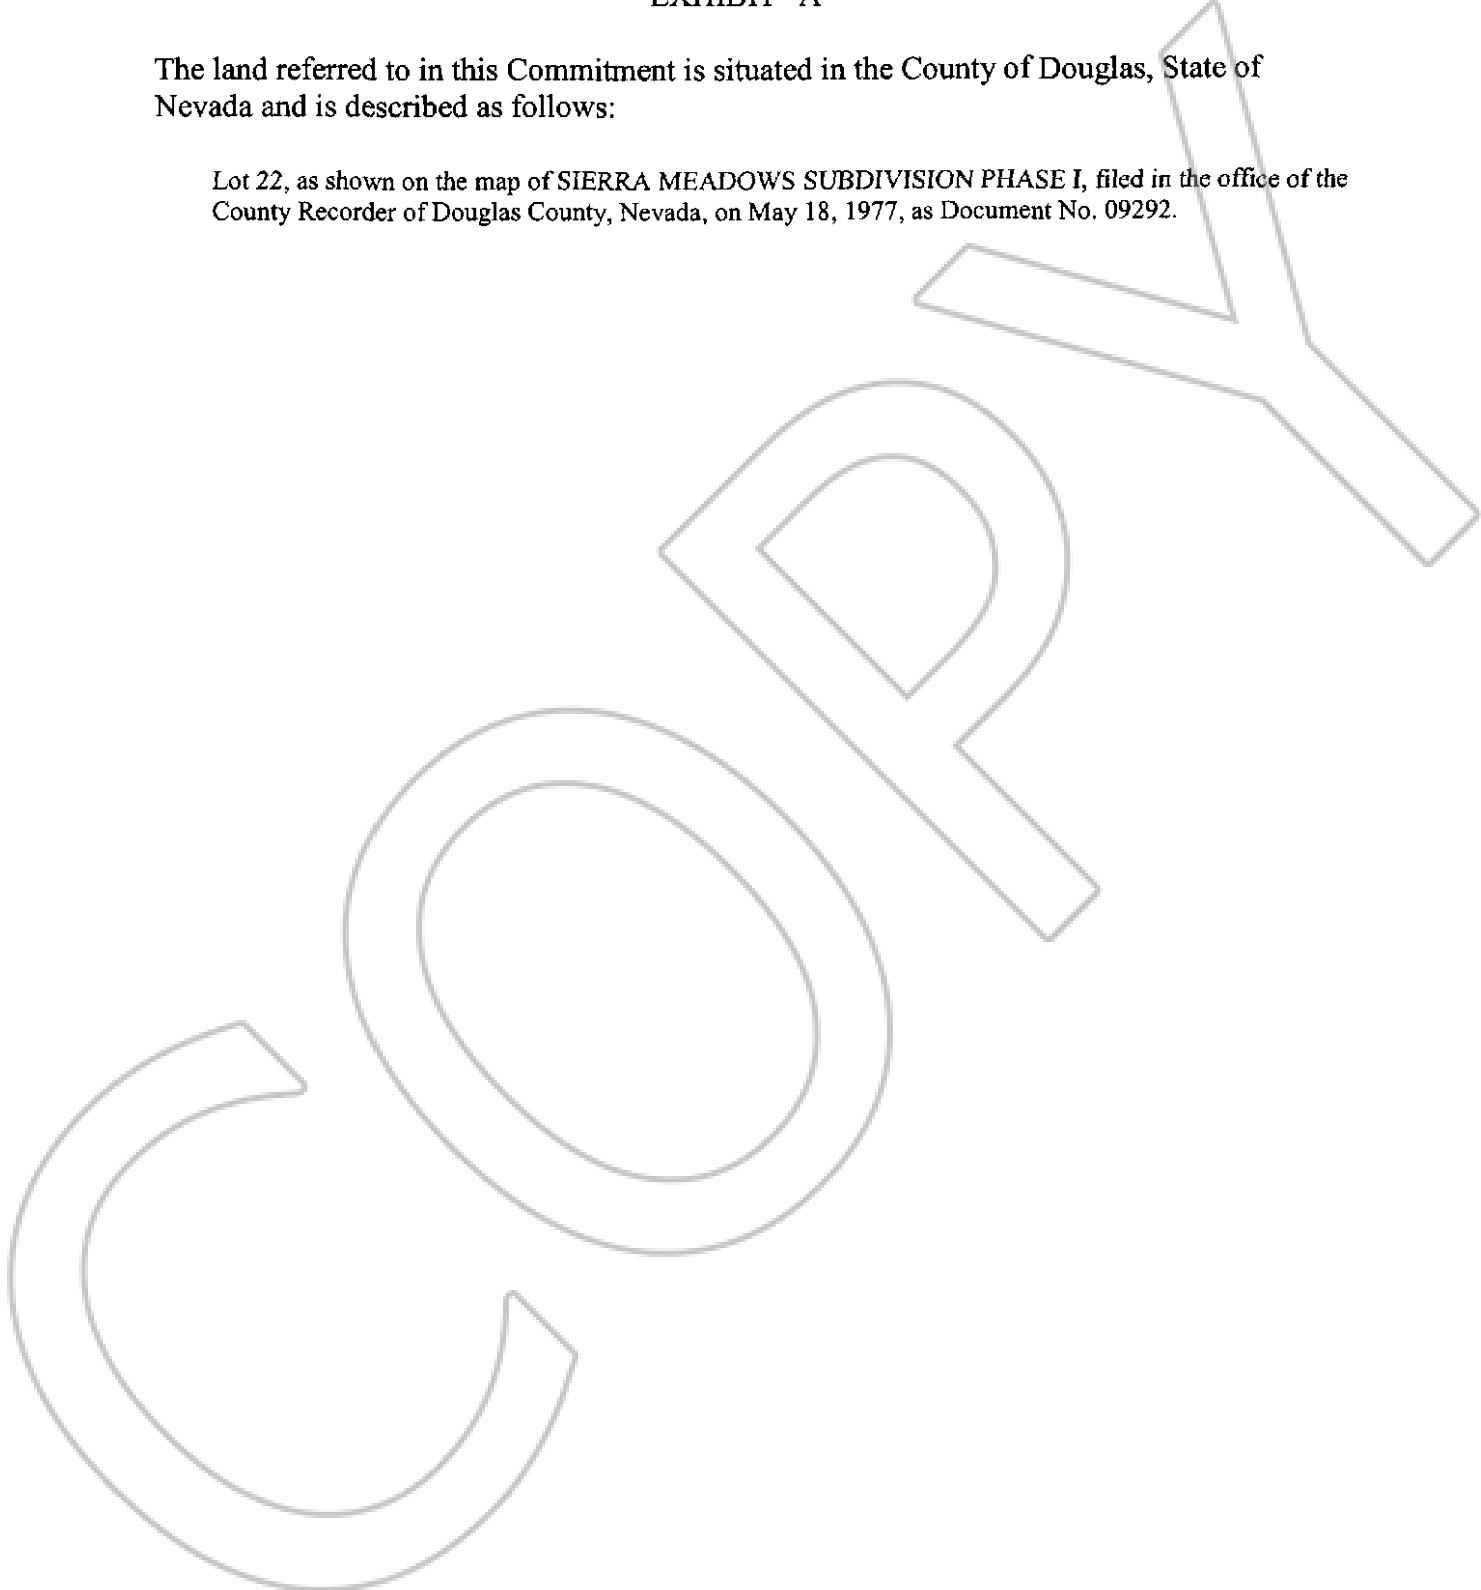 EXHIBIT "A"
The land referred to in this Commitment is situated in the County of Douglas, State of
Nevada and is described as follows:
Lot 22, as shown on the map of SIERRA MEADOWS SUBDIVISION PHASE I, filed in the office of the
County Recorder of Douglas County, Nevada, on May 18, 1977, as Document No. 09292.
COPY